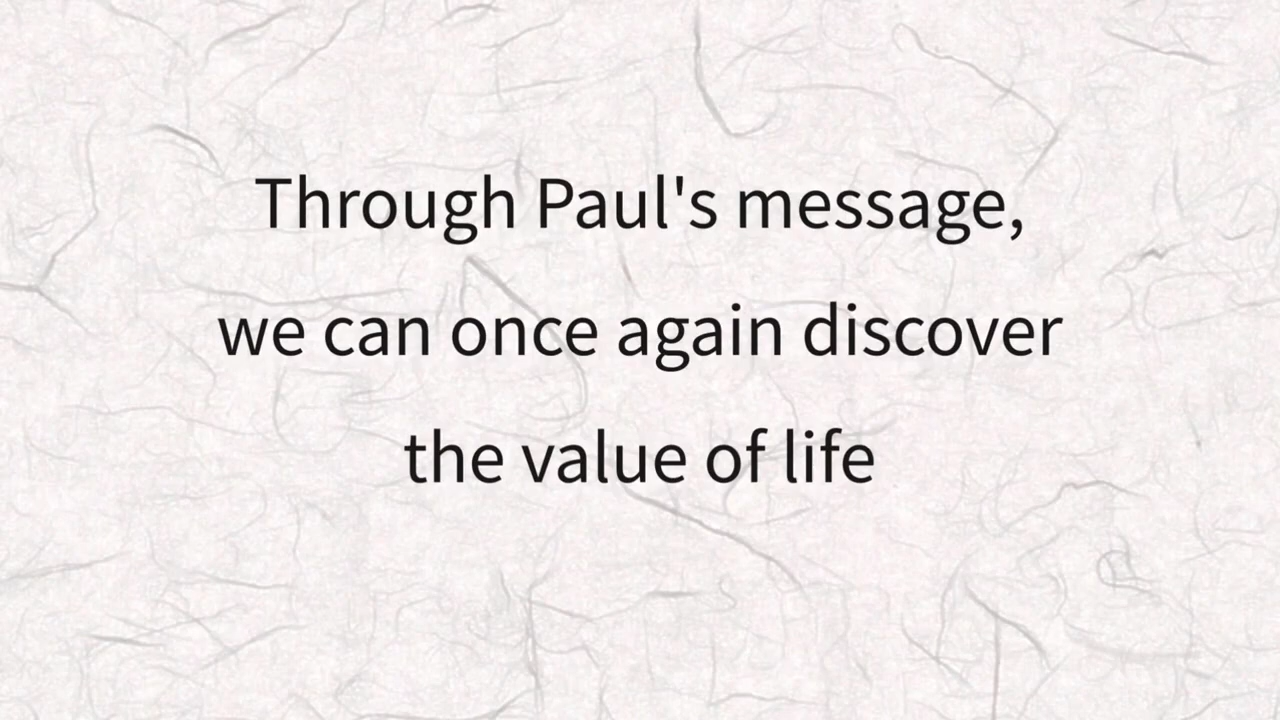 Through Paul's message,
we can once again discover
the value of life